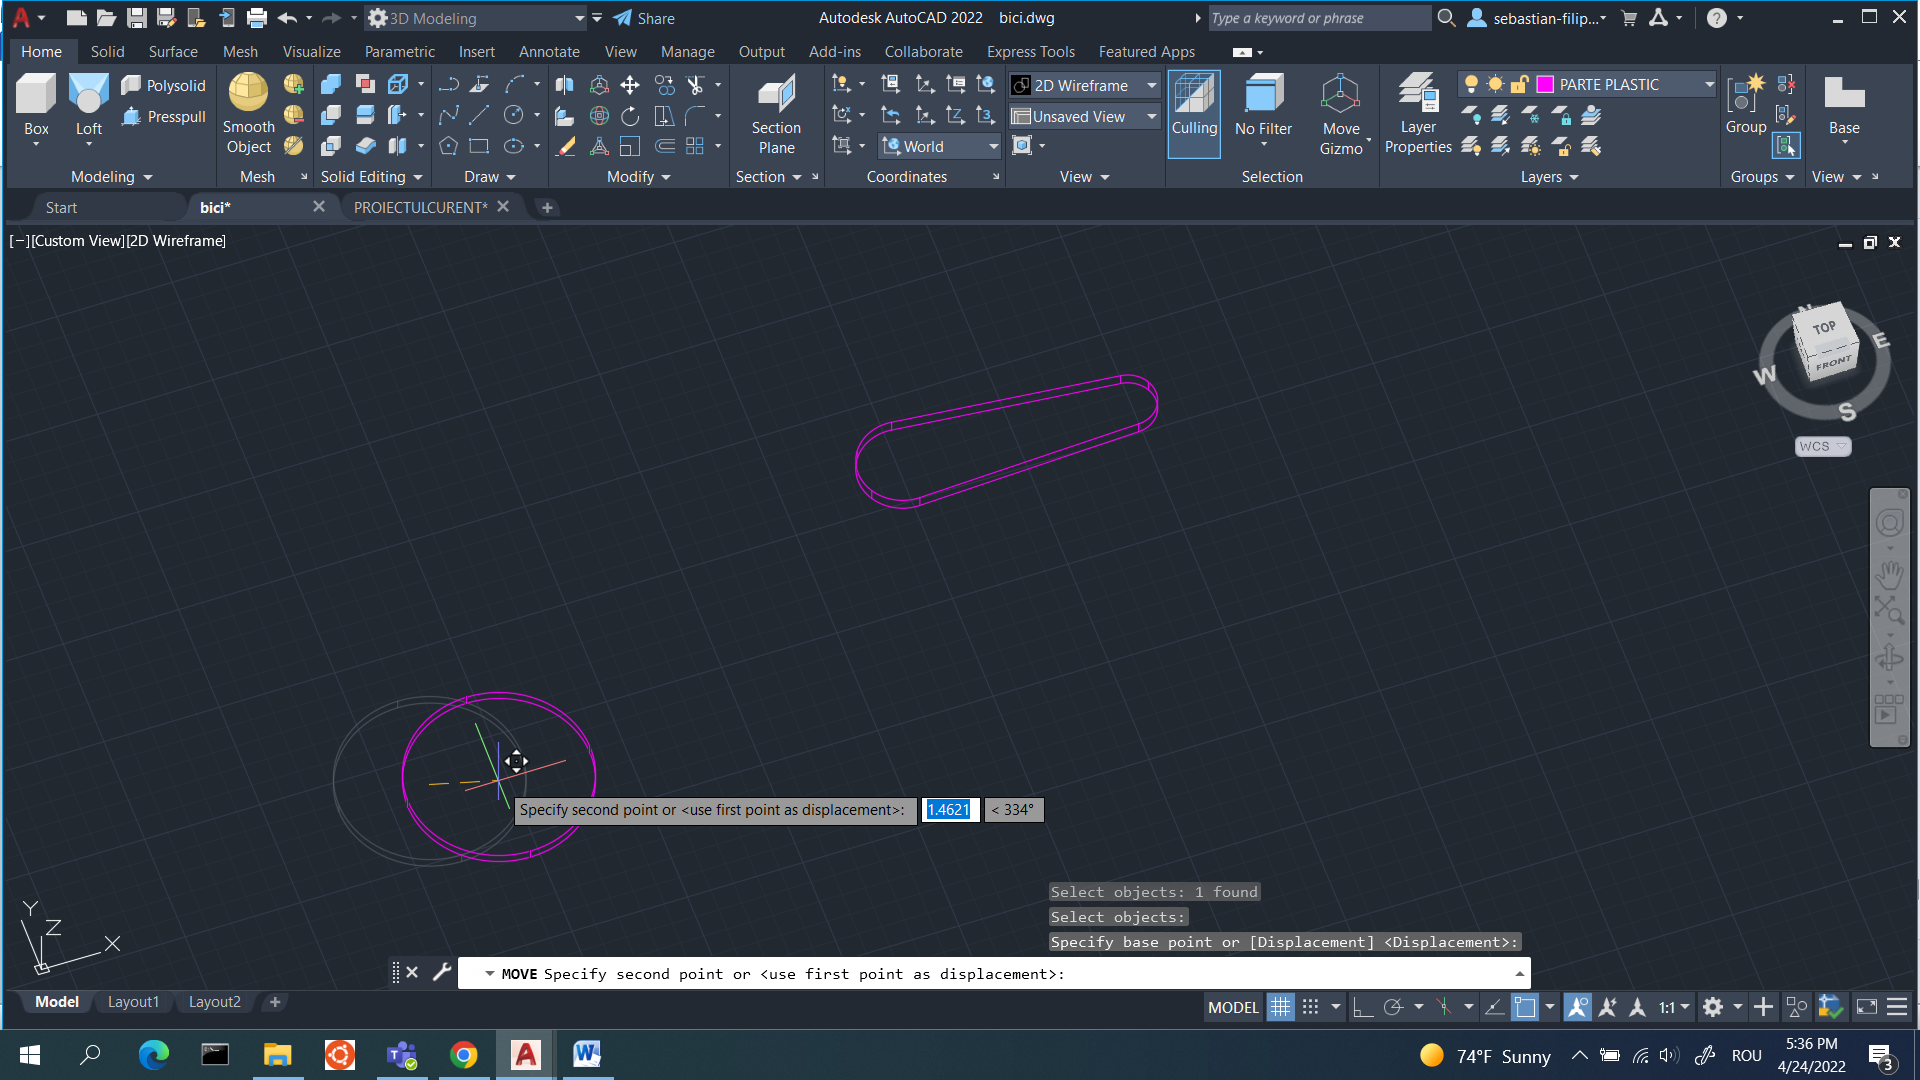 3D Modeling
Share
Autodesk AutoCAD 2022 bici.dwg
Type a keyword or phrase
sebastian-filip...
Home Solid Surface Mesh Visualize Parametric Insert Annotate View Manage Output Add-ins Collaborate Express Tools Featured Apps
Box
Loft
Polysolid
Presspull
Smooth
Object
Section
Plane
World
2D Wireframe
Unsaved View
Culling
No Filter
Move
Gizmo
Layer
Properties
PARTE PLASTIC
Group
Base
Modeling Mesh Solid Editing Draw Modify Section Coordinates View Selection Layers Groups View
Start bici* PROIECTULCURENT*
[−][Custom View][2D Wireframe]
N
TOP
E
FRONT
W
S
WCS
Specify second point or <use first point as displacement>: 1.4621 < 334°
Select objects: 1 found
Select objects:
Specify base point or [Displacement] <Displacement>:
Y
Z
X
MOVE Specify second point or <use first point as displacement>:
Model Layout1 Layout2
MODEL 1:1
74°F Sunny ROU 5:36 PM
4/24/2022
3